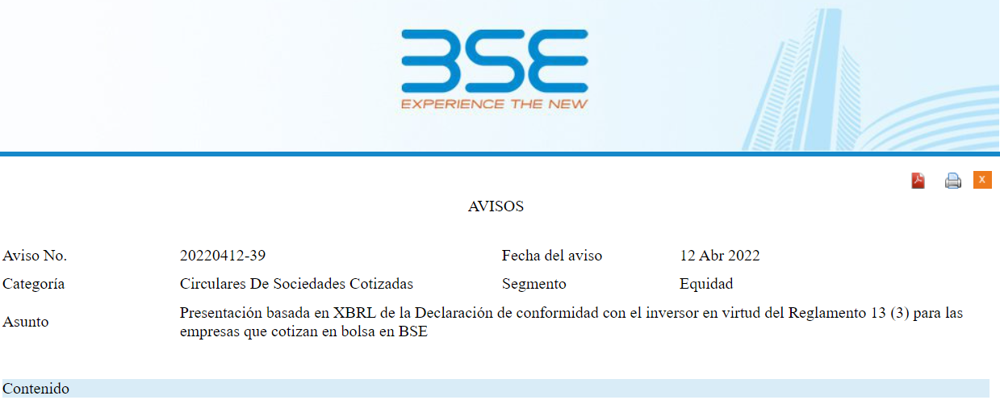 BSE
EXPERIENCE THE NEW
X
AVISOS
Aviso No. 20220412-39 Fecha del aviso 12 Abr 2022
Categoría Circulares De Sociedades Cotizadas Segmento Equidad
Asunto Presentación basada en XBRL de la Declaración de conformidad con el inversor en virtud del Reglamento 13 (3) para las
empresas que cotizan en bolsa en BSE
Contenido